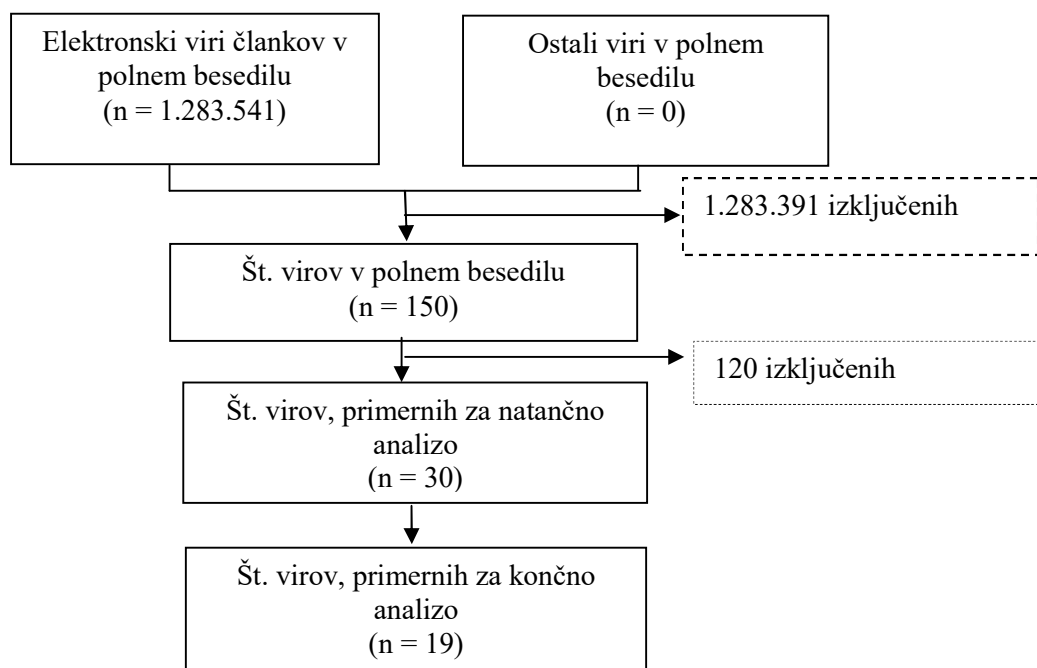 Elektronski viri člankov v
polnem besedilu
(n = 1.283.541)
Ostali viri v polnem
besedilu
(n = 0)
1.283.391 izključenih
Št. virov v polnem besedilu
(n = 150)
120 izključenih
Št. virov, primernih za natančno
analizo
(n = 30)
Št. virov, primernih za končno
analizo
(n = 19)